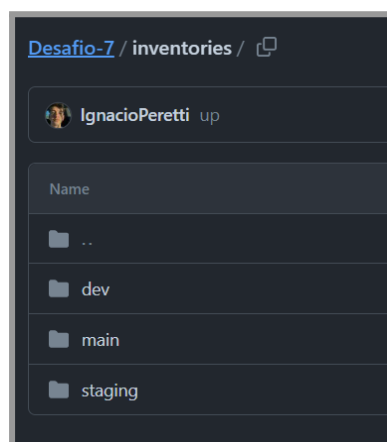 Desafio-7 / inventories /
IgnacioPeretti up
Name
..
dev
main
staging